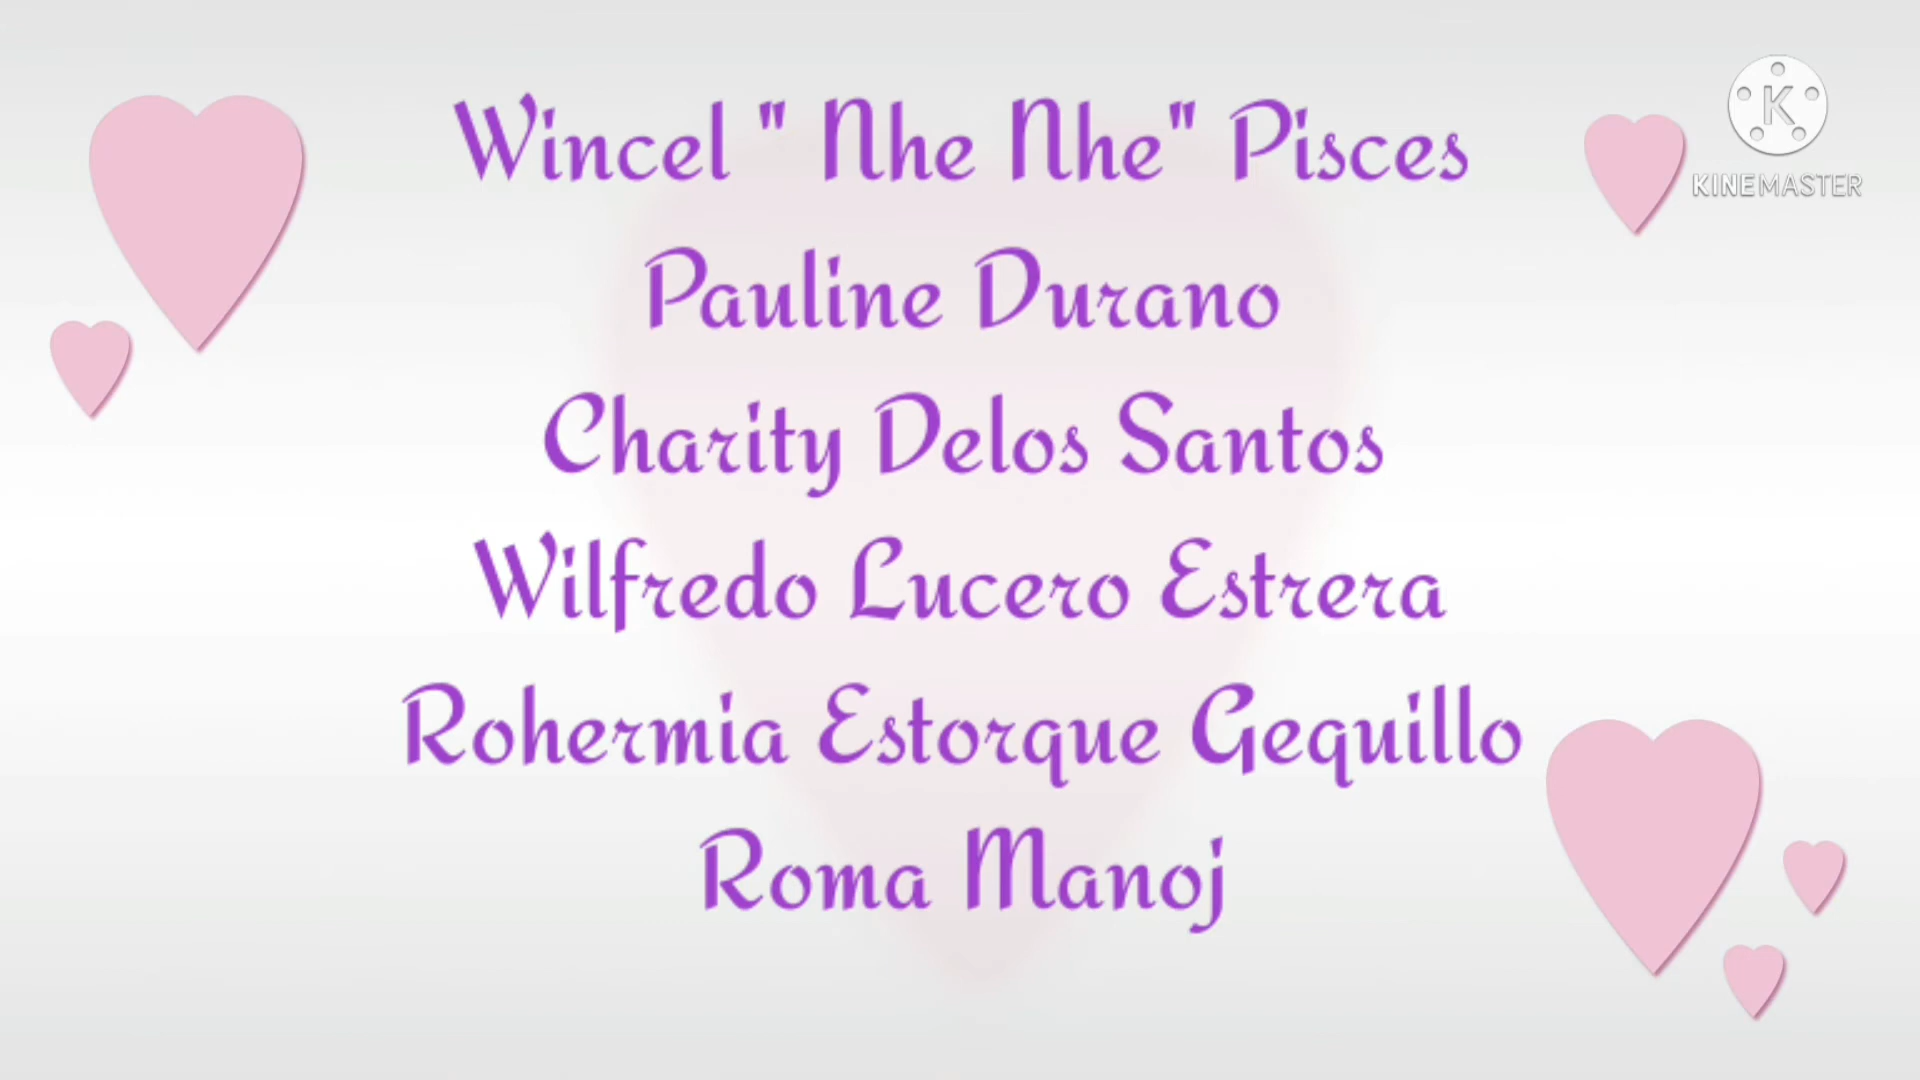 Wincel " Nhe Nhe" Pisces
KINEMASTER
Pauline Durano
Charity Delos Santos
Wilfredo Lucero Estrera
Rohermia Estorque Gequillo
Roma Manoj